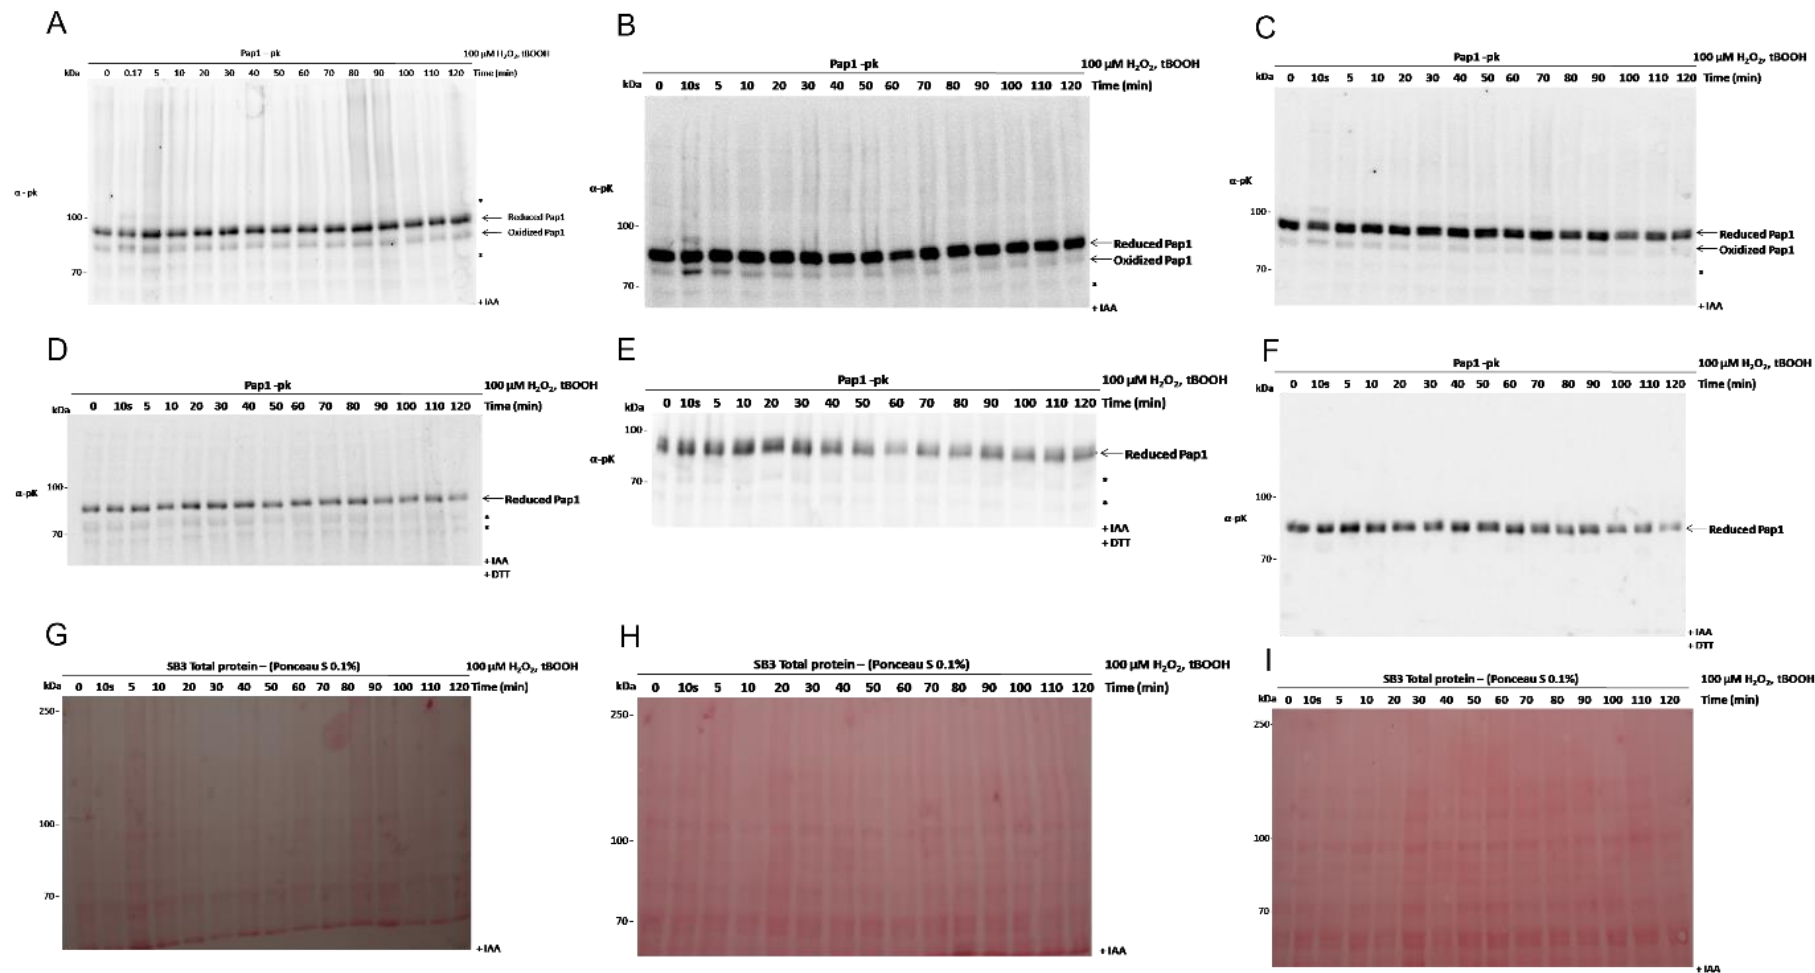 A
Pap1 – pk
100 µM H₂O₂, tBOOH
kDa
0 0.17 5 10 20 30 40 50 60 70 80 90 100 110 120 Time (min)
α - pk
*
100-
Reduced Pap1
Oxidized Pap1
*
70-
+ IAA
B
Pap1 -pk
100 µM H₂O₂, tBOOH
kDa
0 10s 5 10 20 30 40 50 60 70 80 90 100 110 120 Time (min)
α-pK
100-
Reduced Pap1
Oxidized Pap1
70-
*
+ IAA
C
Pap1 -pk
100 µM H₂O₂, tBOOH
kDa
0 10s 5 10 20 30 40 50 60 70 80 90 100 110 120 Time (min)
α-pK
100-
Reduced Pap1
Oxidized Pap1
70-
*
+ IAA
D
Pap1 -pk
100 µM H₂O₂, tBOOH
kDa
0 10s 5 10 20 30 40 50 60 70 80 90 100 110 120 Time (min)
α-pK
100-
Reduced Pap1
*
*
70-
+ IAA
+ DTT
E
Pap1 -pk
100 µM H₂O₂, tBOOH
kDa
0 10s 5 10 20 30 40 50 60 70 80 90 100 110 120 Time (min)
100-
α-pK
Reduced Pap1
70-
*
*
+ IAA
+ DTT
F
Pap1 -pk
100 µM H₂O₂, tBOOH
kDa
0 10s 5 10 20 30 40 50 60 70 80 90 100 110 120 Time (min)
100-
α-pK
Reduced Pap1
70-
+ IAA
+ DTT
G
SB3 Total protein – (Ponceau S 0.1%)
100 µM H₂O₂, tBOOH
kDa
0 10s 5 10 20 30 40 50 60 70 80 90 100 110 120 Time (min)
250-
100-
70-
+ IAA
H
SB3 Total protein – (Ponceau S 0.1%)
100 µM H₂O₂, tBOOH
kDa
0 10s 5 10 20 30 40 50 60 70 80 90 100 110 120 Time (min)
250-
100-
70-
+ IAA
I
SB3 Total protein – (Ponceau S 0.1%)
100 µM H₂O₂, tBOOH
kDa
0 10s 5 10 20 30 40 50 60 70 80 90 100 110 120 Time (min)
250-
100-
70
+ IAA